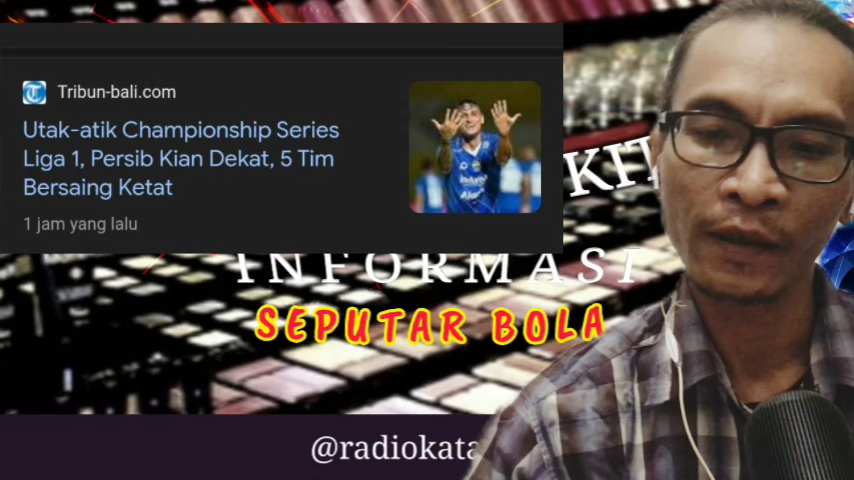 Tribun-bali.com
Utak-atik Championship Series
Liga 1, Persib Kian Dekat, 5 Tim
Bersaing Ketat
1 jam yang lalu
KIT
INFORMASI
SEPUTAR BOLA
@radiokata